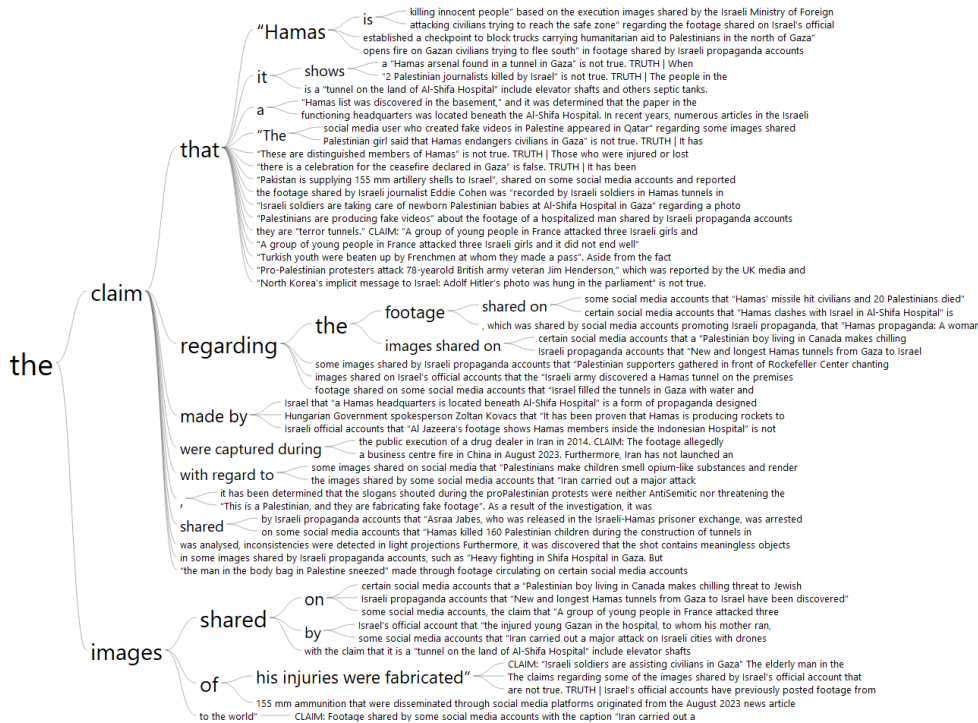 the
claim
that
“Hamas
is
killing innocent people” based on the execution images shared by the Israeli Ministry of Foreign
attacking civilians trying to reach the safe zone” regarding the footage shared on Israel’s official
established a checkpoint to block trucks carrying humanitarian aid to Palestinians in the north of Gaza”
opens fire on Gazan civilians trying to flee south” in footage shared by Israeli propaganda accounts
it
shows
a “Hamas arsenal found in a tunnel in Gaza” is not true. TRUTH | When
“2 Palestinian journalists killed by Israel” is not true. TRUTH | The people in the
is a “tunnel on the land of Al-Shifa Hospital” include elevator shafts and others septic tanks.
a
“Hamas list was discovered in the basement,” and it was determined that the paper in the
functioning headquarters was located beneath the Al-Shifa Hospital. In recent years, numerous articles in the Israeli
“The
social media user who created fake videos in Palestine appeared in Qatar” regarding some images shared
Palestinian girl said that Hamas endangers civilians in Gaza” is not true. TRUTH | It has
“These are distinguished members of Hamas” is not true. TRUTH | Those who were injured or lost
“there is a celebration for the ceasefire declared in Gaza” is false. TRUTH | It has been
“Pakistan is supplying 155 mm artillery shells to Israel”, shared on some social media accounts and reported
the footage shared by Israeli journalist Eddie Cohen was “recorded by Israeli soldiers in Hamas tunnels in
“Israeli soldiers are taking care of newborn Palestinian babies at Al-Shifa Hospital in Gaza” regarding a photo
“Palestinians are producing fake videos” about the footage of a hospitalized man shared by Israeli propaganda accounts
they are “terror tunnels.” CLAIM: “A group of young people in France attacked three Israeli girls and
“A group of young people in France attacked three Israeli girls and it did not end well”
“Turkish youth were beaten up by Frenchmen at whom they made a pass”. Aside from the fact
“Pro-Palestinian protesters attack 78-yearold British army veteran Jim Henderson,” which was reported by the UK media and
“North Korea’s implicit message to Israel: Adolf Hitler’s photo was hung in the parliament” is not true.
regarding
the
footage
shared on
some social media accounts that “Hamas’ missile hit civilians and 20 Palestinians died”
certain social media accounts that “Hamas clashes with Israel in Al-Shifa Hospital” is
, which was shared by social media accounts promoting Israeli propaganda, that “Hamas propaganda: A woman
images shared on
certain social media accounts that a “Palestinian boy living in Canada makes chilling
Israeli propaganda accounts that “New and longest Hamas tunnels from Gaza to Israel
some images shared by Israeli propaganda accounts that “Palestinian supporters gathered in front of Rockefeller Center chanting
images shared on Israel’s official accounts that the “Israeli army discovered a Hamas tunnel on the premises
footage shared on some social media accounts that “Israel filled the tunnels in Gaza with water and
made by
Israel that “a Hamas headquarters is located beneath Al-Shifa Hospital” is a form of propaganda designed
Hungarian Government spokesperson Zoltan Kovacs that “It has been proven that Hamas is producing rockets to
Israeli official accounts that “Al Jazeera’s footage shows Hamas members inside the Indonesian Hospital” is not
were captured during
the public execution of a drug dealer in Iran in 2014. CLAIM: The footage allegedly
a business centre fire in China in August 2023. Furthermore, Iran has not launched an
with regard to
some images shared on social media that “Palestinians make children smell opium-like substances and render
the images shared by some social media accounts that “Iran carried out a major attack
,
it has been determined that the slogans shouted during the proPalestinian protests were neither AntiSemitic nor threatening the
“This is a Palestinian, and they are fabricating fake footage”. As a result of the investigation, it was
shared
by Israeli propaganda accounts that “Asraa Jabes, who was released in the Israeli-Hamas prisoner exchange, was arrested
on some social media accounts that “Hamas killed 160 Palestinian children during the construction of tunnels in
was analysed, inconsistencies were detected in light projections Furthermore, it was discovered that the shot contains meaningless objects
in some images shared by Israeli propaganda accounts, such as “Heavy fighting in Shifa Hospital in Gaza. But
“the man in the body bag in Palestine sneezed” made through footage circulating on certain social media accounts
images
shared
on
certain social media accounts that a “Palestinian boy living in Canada makes chilling threat to Jewish
Israeli propaganda accounts that “New and longest Hamas tunnels from Gaza to Israel have been discovered”
some social media accounts, the claim that “A group of young people in France attacked three
by
Israel’s official account that “the injured young Gazan in the hospital, to whom his mother ran,
some social media accounts that “Iran carried out a major attack on Israeli cities with drones
with the claim that it is a “tunnel on the land of Al-Shifa Hospital” include elevator shafts
of
his injuries were fabricated”
CLAIM: “Israeli soldiers are assisting civilians in Gaza” The elderly man in the
The claims regarding some of the images shared by Israel’s official account that
are not true. TRUTH | Israel’s official accounts have previously posted footage from
155 mm ammunition that were disseminated through social media platforms originated from the August 2023 news article
to the world”
CLAIM: Footage shared by some social media accounts with the caption “Iran carried out a